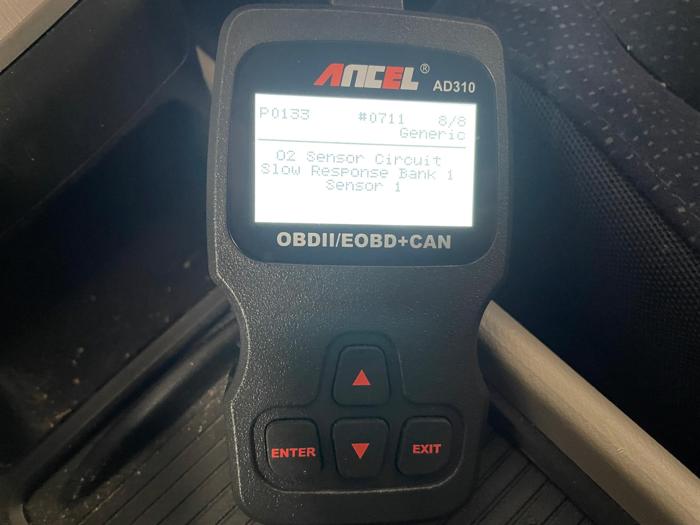 ANCEL®
AD310
P0133 #0711 8/8
Generic
O2 Sensor Circuit
Slow Response Bank 1
Sensor 1
OBDII/EOBD+CAN
▲
ENTER ▼ EXIT